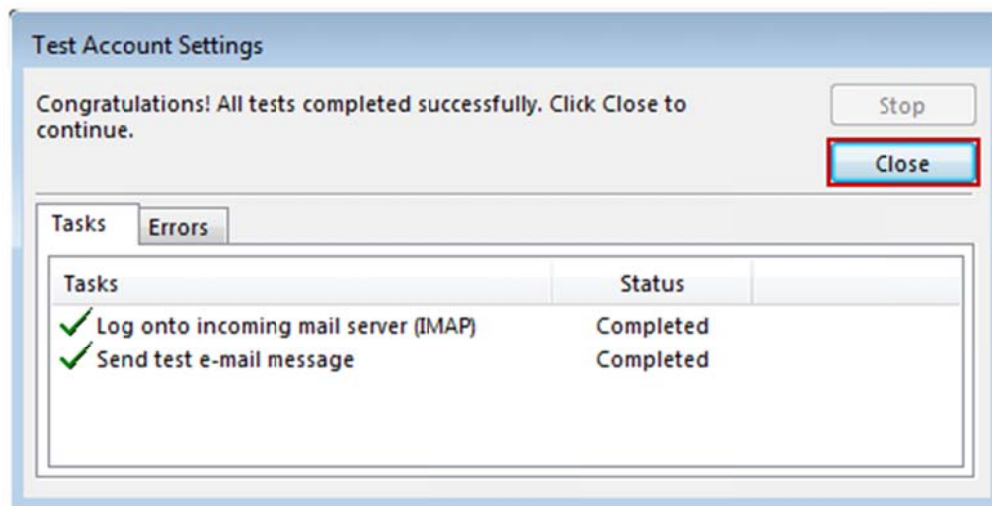 Test Account Settings
Congratulations! All tests completed successfully. Click Close to
continue.
Stop
Close
Tasks
Errors
Tasks Status
Log onto incoming mail server (IMAP) Completed
Send test e-mail message Completed